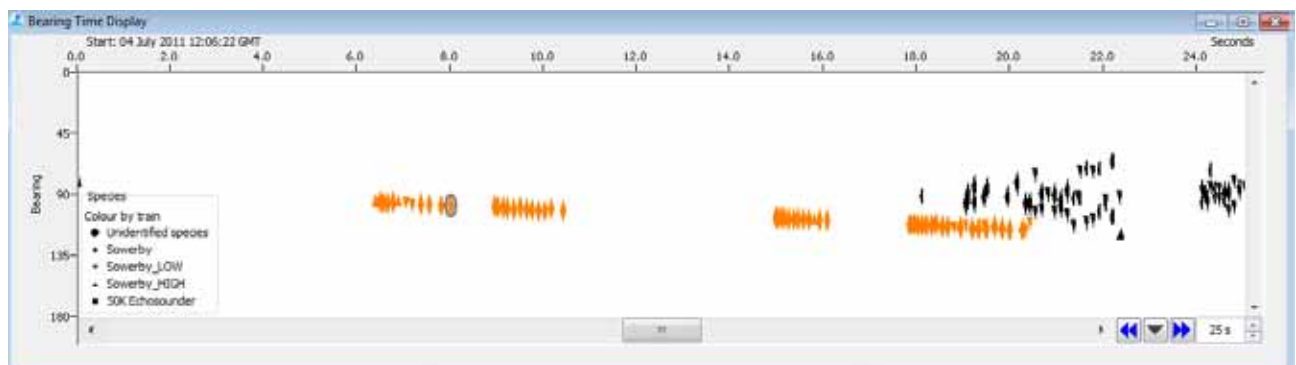 Bearing Time Display
Start: 04 July 2011 12:06:22 GMT
Seconds
0.0 2.0 4.0 6.0 8.0 10.0 12.0 14.0 16.0 18.0 20.0 22.0 24.0
0
45
90
135
180
Bearing
Species
Colour by train
Unidentified species
Sowerby
Sowerby_LOW
Sowerby_HIGH
50K Echosounder
25 s